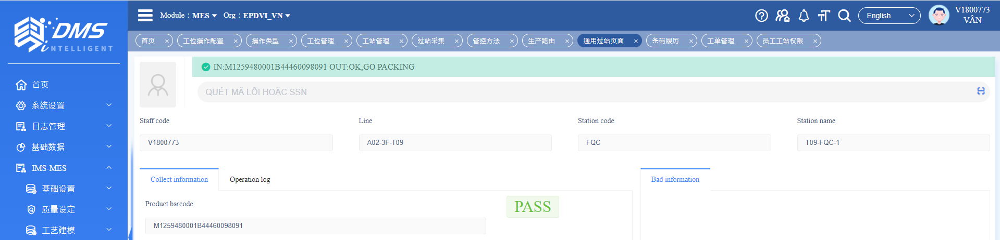 DMS
iNTELLIGENT
首页
系统设置
日志管理
基础数据
IMS-MES
基础设置
质量设定
工艺建模
Module：MES Org：EPDVI_VN
English
V1800773
VÂN
首页 × 工位操作配置 × 操作类型 × 工位管理 × 工站管理 × 过站采集 × 管控方法 × 生产路由 × 通用过站页面 × 条码履历 × 工单管理 × 员工工站权限 ×
IN:M1259480001B44460098091 OUT:OK,GO PACKING
QUÉT MÃ LỖI HOẶC SSN
Staff code Line Station code Station name
V1800773 A02-3F-T09 FQC T09-FQC-1
Collect information Operation log Bad information
Product barcode
PASS
M1259480001B44460098091